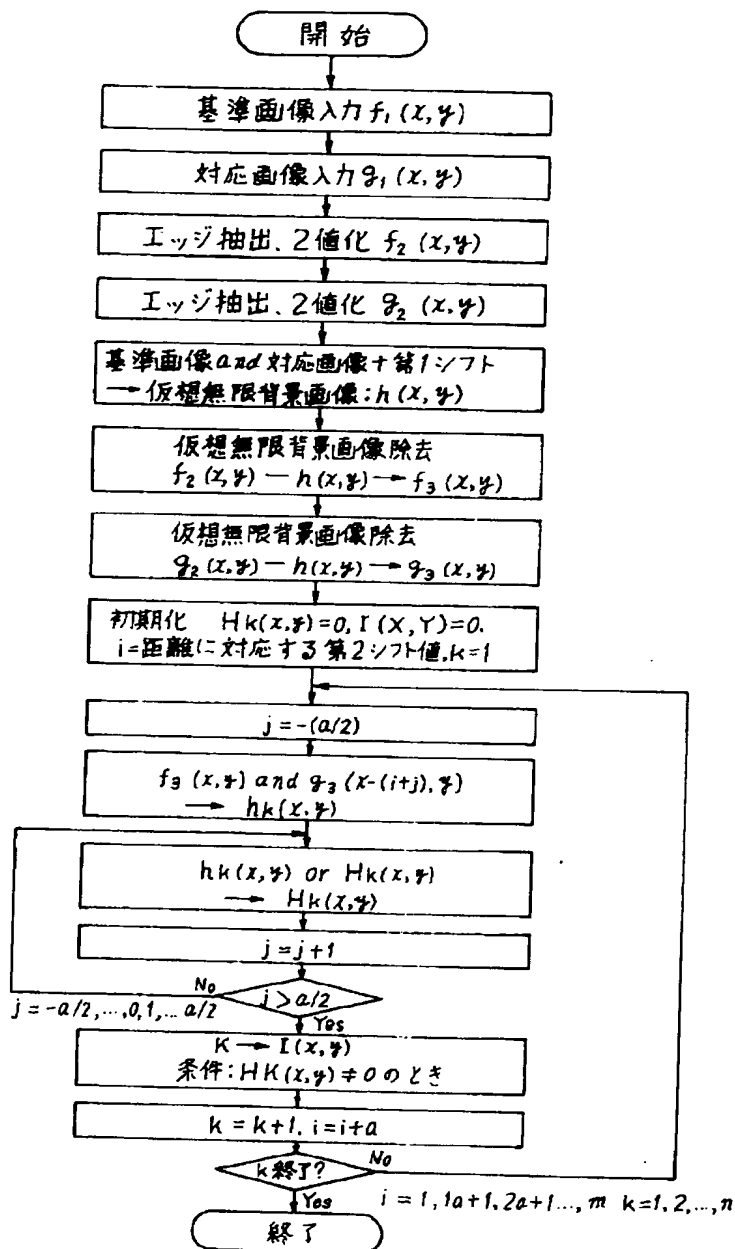 開始
基準画像入力 f₁(x,y)
対応画像入力 g₁(x,y)
エッジ抽出、2値化 f₂(x,y)
エッジ抽出、2値化 g₂(x,y)
基準画像and対応画像+第1シフト
→仮想無限背景画像:h(x,y)
仮想無限背景画像除去
f₂(x,y)−h(x,y)→f₃(x,y)
仮想無限背景画像除去
g₂(x,y)−h(x,y)→g₃(x,y)
初期化 Hk(x,y)=0,I(X,Y)=0.
i=距離に対応する第2シフト値,k=1
j=-(a/2)
f₃(x,y) and g₃(x-(i+j),y)
→ hk(x,y)
hk(x,y) or Hk(x,y)
→ Hk(x,y)
j=j+1
No
j>a/2
j=-a/2,...,0,1,...a/2
Yes
K→I(x,y)
条件:HK(x,y)≠0のとき
k=k+1.i=i+a
k終了?
No
Yes
i=1,1a+1,2a+1...,m k=1,2,...,n
終了